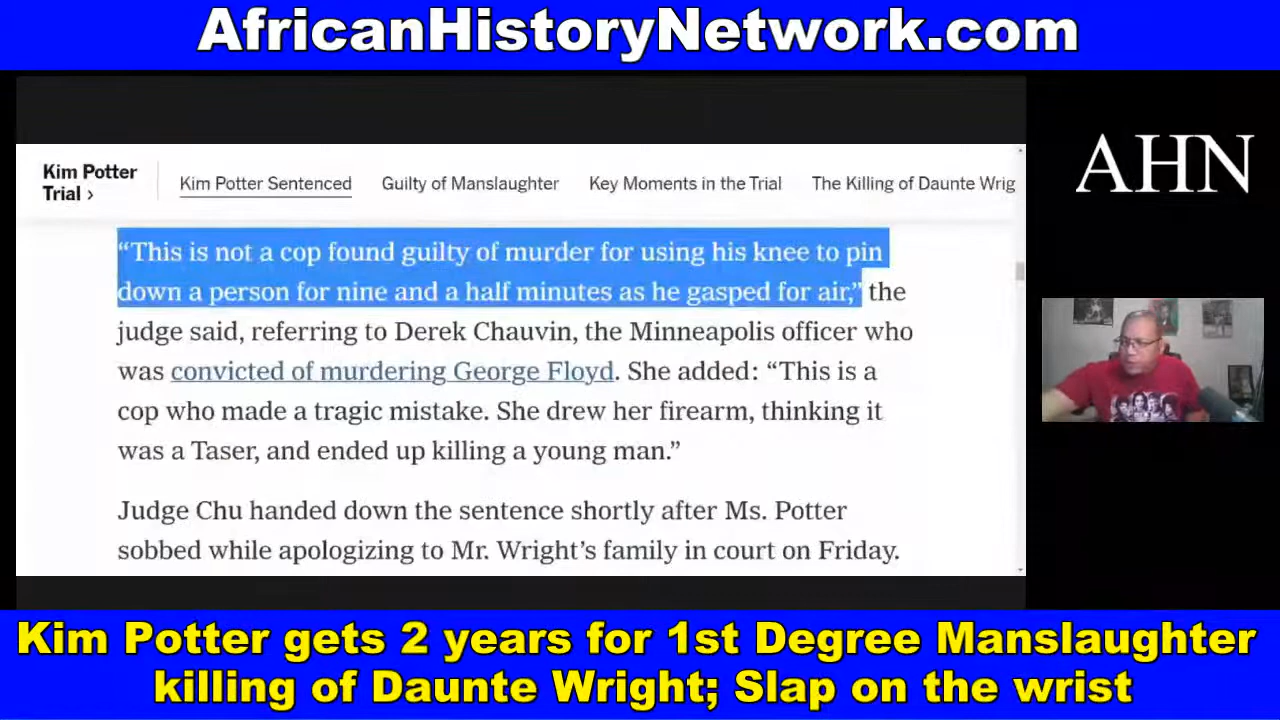 AfricanHistoryNetwork.com
AHN
Kim Potter
Trial ›
Kim Potter Sentenced
Guilty of Manslaughter
Key Moments in the Trial
The Killing of Daunte Wrig
“This is not a cop found guilty of murder for using his knee to pin
down a person for nine and a half minutes as he gasped for air,” the
judge said, referring to Derek Chauvin, the Minneapolis officer who
was convicted of murdering George Floyd. She added: “This is a
cop who made a tragic mistake. She drew her firearm, thinking it
was a Taser, and ended up killing a young man.”
Judge Chu handed down the sentence shortly after Ms. Potter
sobbed while apologizing to Mr. Wright’s family in court on Friday.
Kim Potter gets 2 years for 1st Degree Manslaughter
killing of Daunte Wright; Slap on the wrist